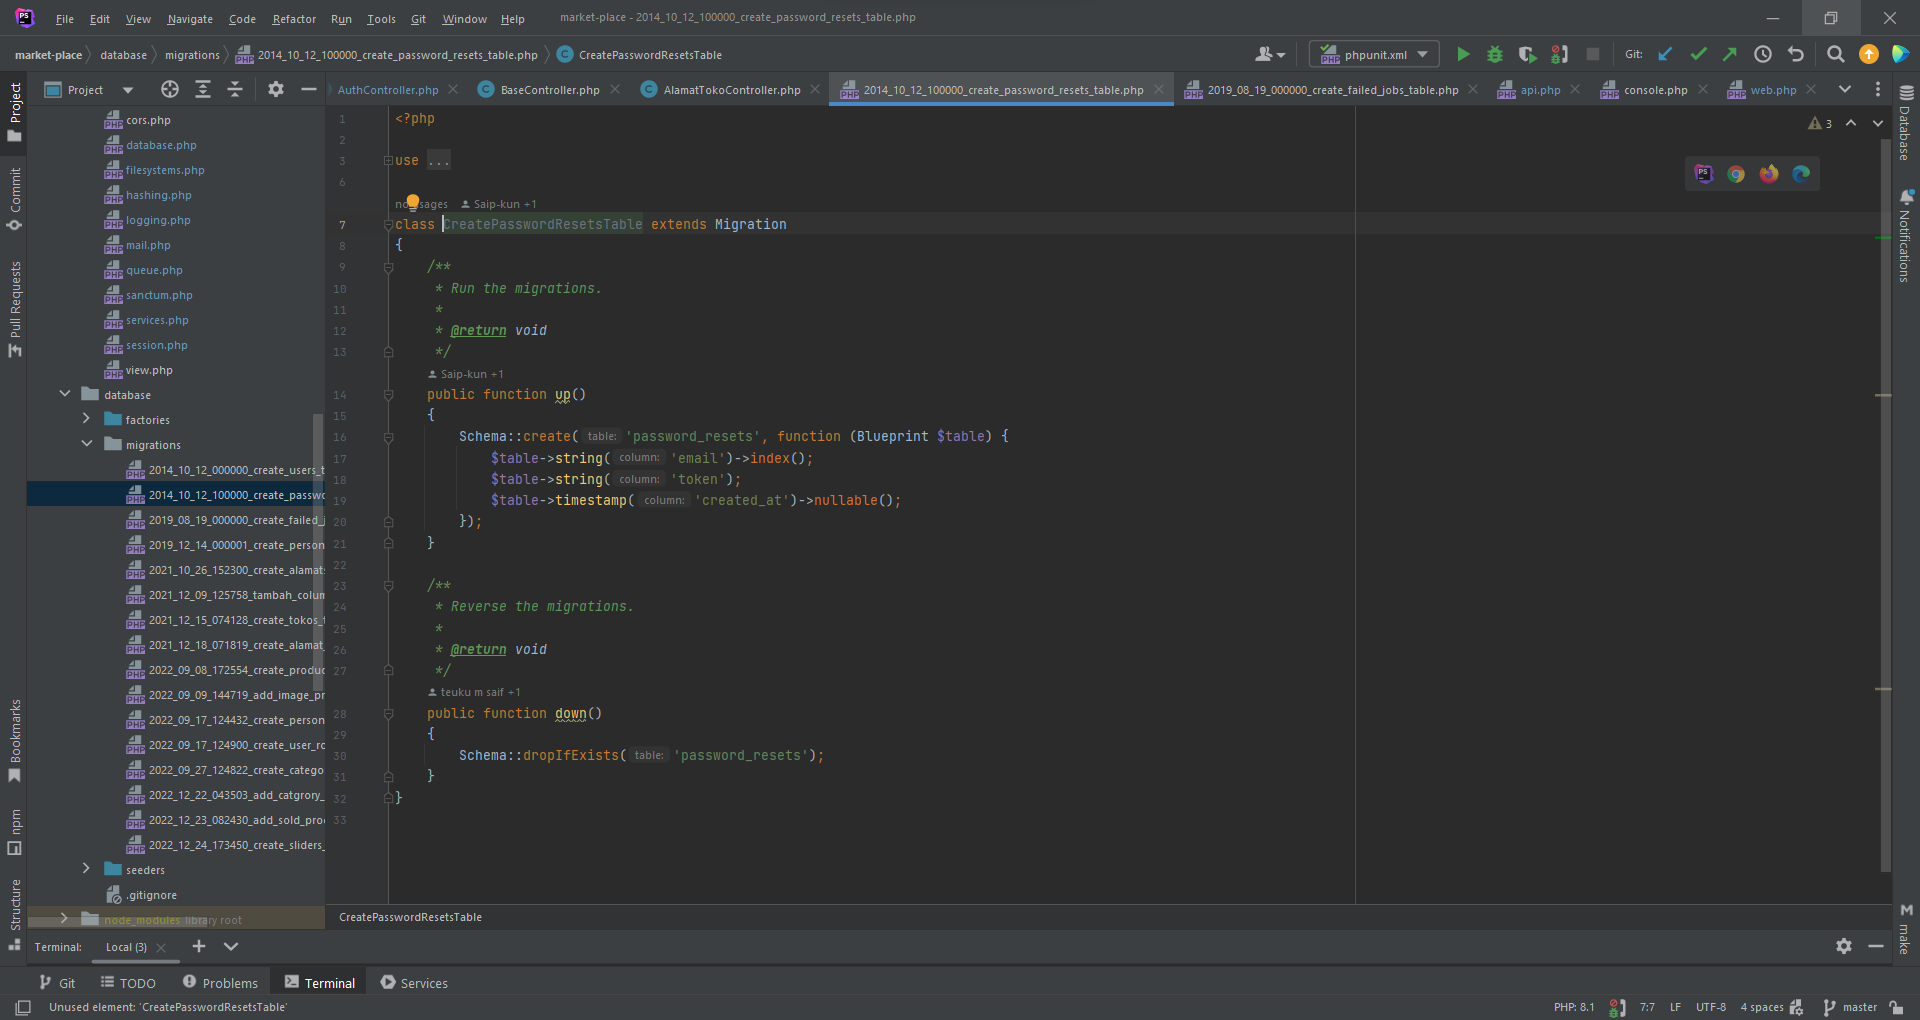 File Edit View Navigate Code Refactor Run Tools Git Window Help market-place - 2014_10_12_100000_create_password_resets_table.php
market-place database migrations 2014_10_12_100000_create_password_resets_table.php CreatePasswordResetsTable phpunit.xml Git:
Project AuthController.php BaseController.php AlamatTokoController.php 2014_10_12_100000_create_password_resets_table.php 2019_08_19_000000_create_failed_jobs_table.php api.php console.php web.php
Project
Commit
Pull Requests
Bookmarks
npm
Structure
cors.php
database.php
filesystems.php
hashing.php
logging.php
mail.php
queue.php
sanctum.php
services.php
session.php
view.php
database
factories
migrations
2014_10_12_000000_create_users_t
2014_10_12_100000_create_passwo
2019_08_19_000000_create_failed_j
2019_12_14_000001_create_person
2021_10_26_152300_create_alamat
2021_12_09_125758_tambah_colum
2021_12_15_074128_create_tokos_t
2021_12_18_071819_create_alamat_
2022_09_08_172554_create_produc
2022_09_09_144719_add_image_pr
2022_09_17_124432_create_person
2022_09_17_124900_create_user_ro
2022_09_27_124822_create_catego
2022_12_22_043503_add_catgrory_
2022_12_23_082430_add_sold_pro
2022_12_24_173450_create_sliders_
seeders
.gitignore
node_modules library root
1 <?php
2
3 use ...
6
no usages Saip-kun +1
7 class CreatePasswordResetsTable extends Migration
8 {
9 /**
10 * Run the migrations.
11 *
12 * @return void
13 */
Saip-kun +1
14 public function up()
15 {
16 Schema::create( table: 'password_resets', function (Blueprint $table) {
17 $table->string( column: 'email')->index();
18 $table->string( column: 'token');
19 $table->timestamp( column: 'created_at')->nullable();
20 });
21 }
22
23 /**
24 * Reverse the migrations.
25 *
26 * @return void
27 */
teuku m saif +1
28 public function down()
29 {
30 Schema::dropIfExists( table: 'password_resets');
31 }
32 }
33
3
Database
Notifications
make
CreatePasswordResetsTable
Terminal: Local (3)
Git TODO Problems Terminal Services
Unused element: 'CreatePasswordResetsTable' PHP: 8.1 7:7 LF UTF-8 4 spaces master